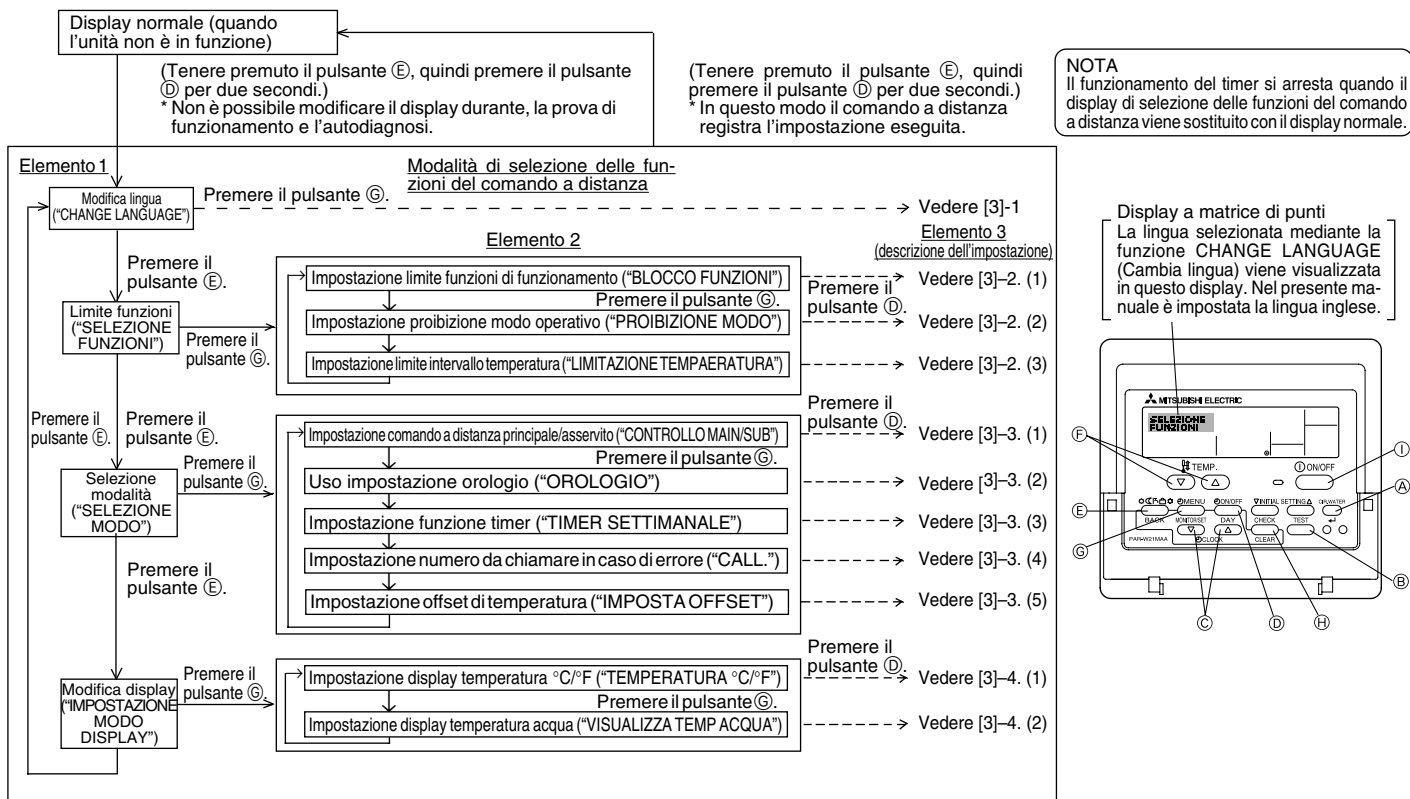 Display normale (quando
l'unità non è in funzione)
(Tenere premuto il pulsante Ⓔ, quindi premere il pulsante
Ⓓ per due secondi.)
* Non è possibile modificare il display durante, la prova di
funzionamento e l'autodiagnosi.
(Tenere premuto il pulsante Ⓔ, quindi
premere il pulsante Ⓓ per due secondi.)
* In questo modo il comando a distanza
registra l'impostazione eseguita.
NOTA
Il funzionamento del timer si arresta quando il
display di selezione delle funzioni del comando
a distanza viene sostituito con il display normale.
Elemento 1
Modalità di selezione delle fun-
zioni del comando a distanza
Modifica lingua
("CHANGE LANGUAGE")
Premere il pulsante Ⓖ.
Vedere [3]-1
Elemento 2
Elemento 3
(descrizione dell'impostazione)
Premere il
pulsante Ⓔ.
Limite funzioni
("SELEZIONE
FUNZIONI")
Premere il
pulsante Ⓖ.
Impostazione limite funzioni di funzionamento ("BLOCCO FUNZIONI")
Premere il pulsante Ⓖ.
Impostazione proibizione modo operativo ("PROIBIZIONE MODO")
Impostazione limite intervallo temperatura ("LIMITAZIONE TEMPAERATURA")
Premere il
pulsante Ⓓ.
Vedere [3]–2. (1)
Vedere [3]–2. (2)
Vedere [3]–2. (3)
Premere il
pulsante Ⓔ.
Premere il
pulsante Ⓔ.
Selezione
modalità
("SELEZIONE
MODO")
Premere il
pulsante Ⓖ.
Impostazione comando a distanza principale/asservito ("CONTROLLO MAIN/SUB")
Premere il pulsante Ⓖ.
Uso impostazione orologio ("OROLOGIO")
Impostazione funzione timer ("TIMER SETTIMANALE")
Impostazione numero da chiamare in caso di errore ("CALL.")
Impostazione offset di temperatura ("IMPOSTA OFFSET")
Premere il
pulsante Ⓓ.
Vedere [3]–3. (1)
Vedere [3]–3. (2)
Vedere [3]–3. (3)
Vedere [3]–3. (4)
Vedere [3]–3. (5)
Premere il
pulsante Ⓔ.
Modifica display
("IMPOSTAZIONE
MODO
DISPLAY")
Premere il
pulsante Ⓖ.
Impostazione display temperatura °C/°F ("TEMPERATURA °C/°F")
Premere il pulsante Ⓖ.
Impostazione display temperatura acqua ("VISUALIZZA TEMP ACQUA")
Premere il
pulsante Ⓓ.
Vedere [3]–4. (1)
Vedere [3]–4. (2)
Display a matrice di punti
La lingua selezionata mediante la
funzione CHANGE LANGUAGE
(Cambia lingua) viene visualizzata
in questo display. Nel presente ma-
nuale è impostata la lingua inglese.
MITSUBISHI ELECTRIC
SELEZIONE
FUNZIONI
Ⓕ
TEMP.
ON/OFF
Ⓘ
Ⓐ
MENU ON/OFF INITIAL SETTING CIR.WATER
Ⓔ
BACK MONITOR/SET DAY CHECK TEST
Ⓖ
PAR-W21MAA CLOCK CLEAR
Ⓑ
Ⓒ Ⓓ Ⓗ